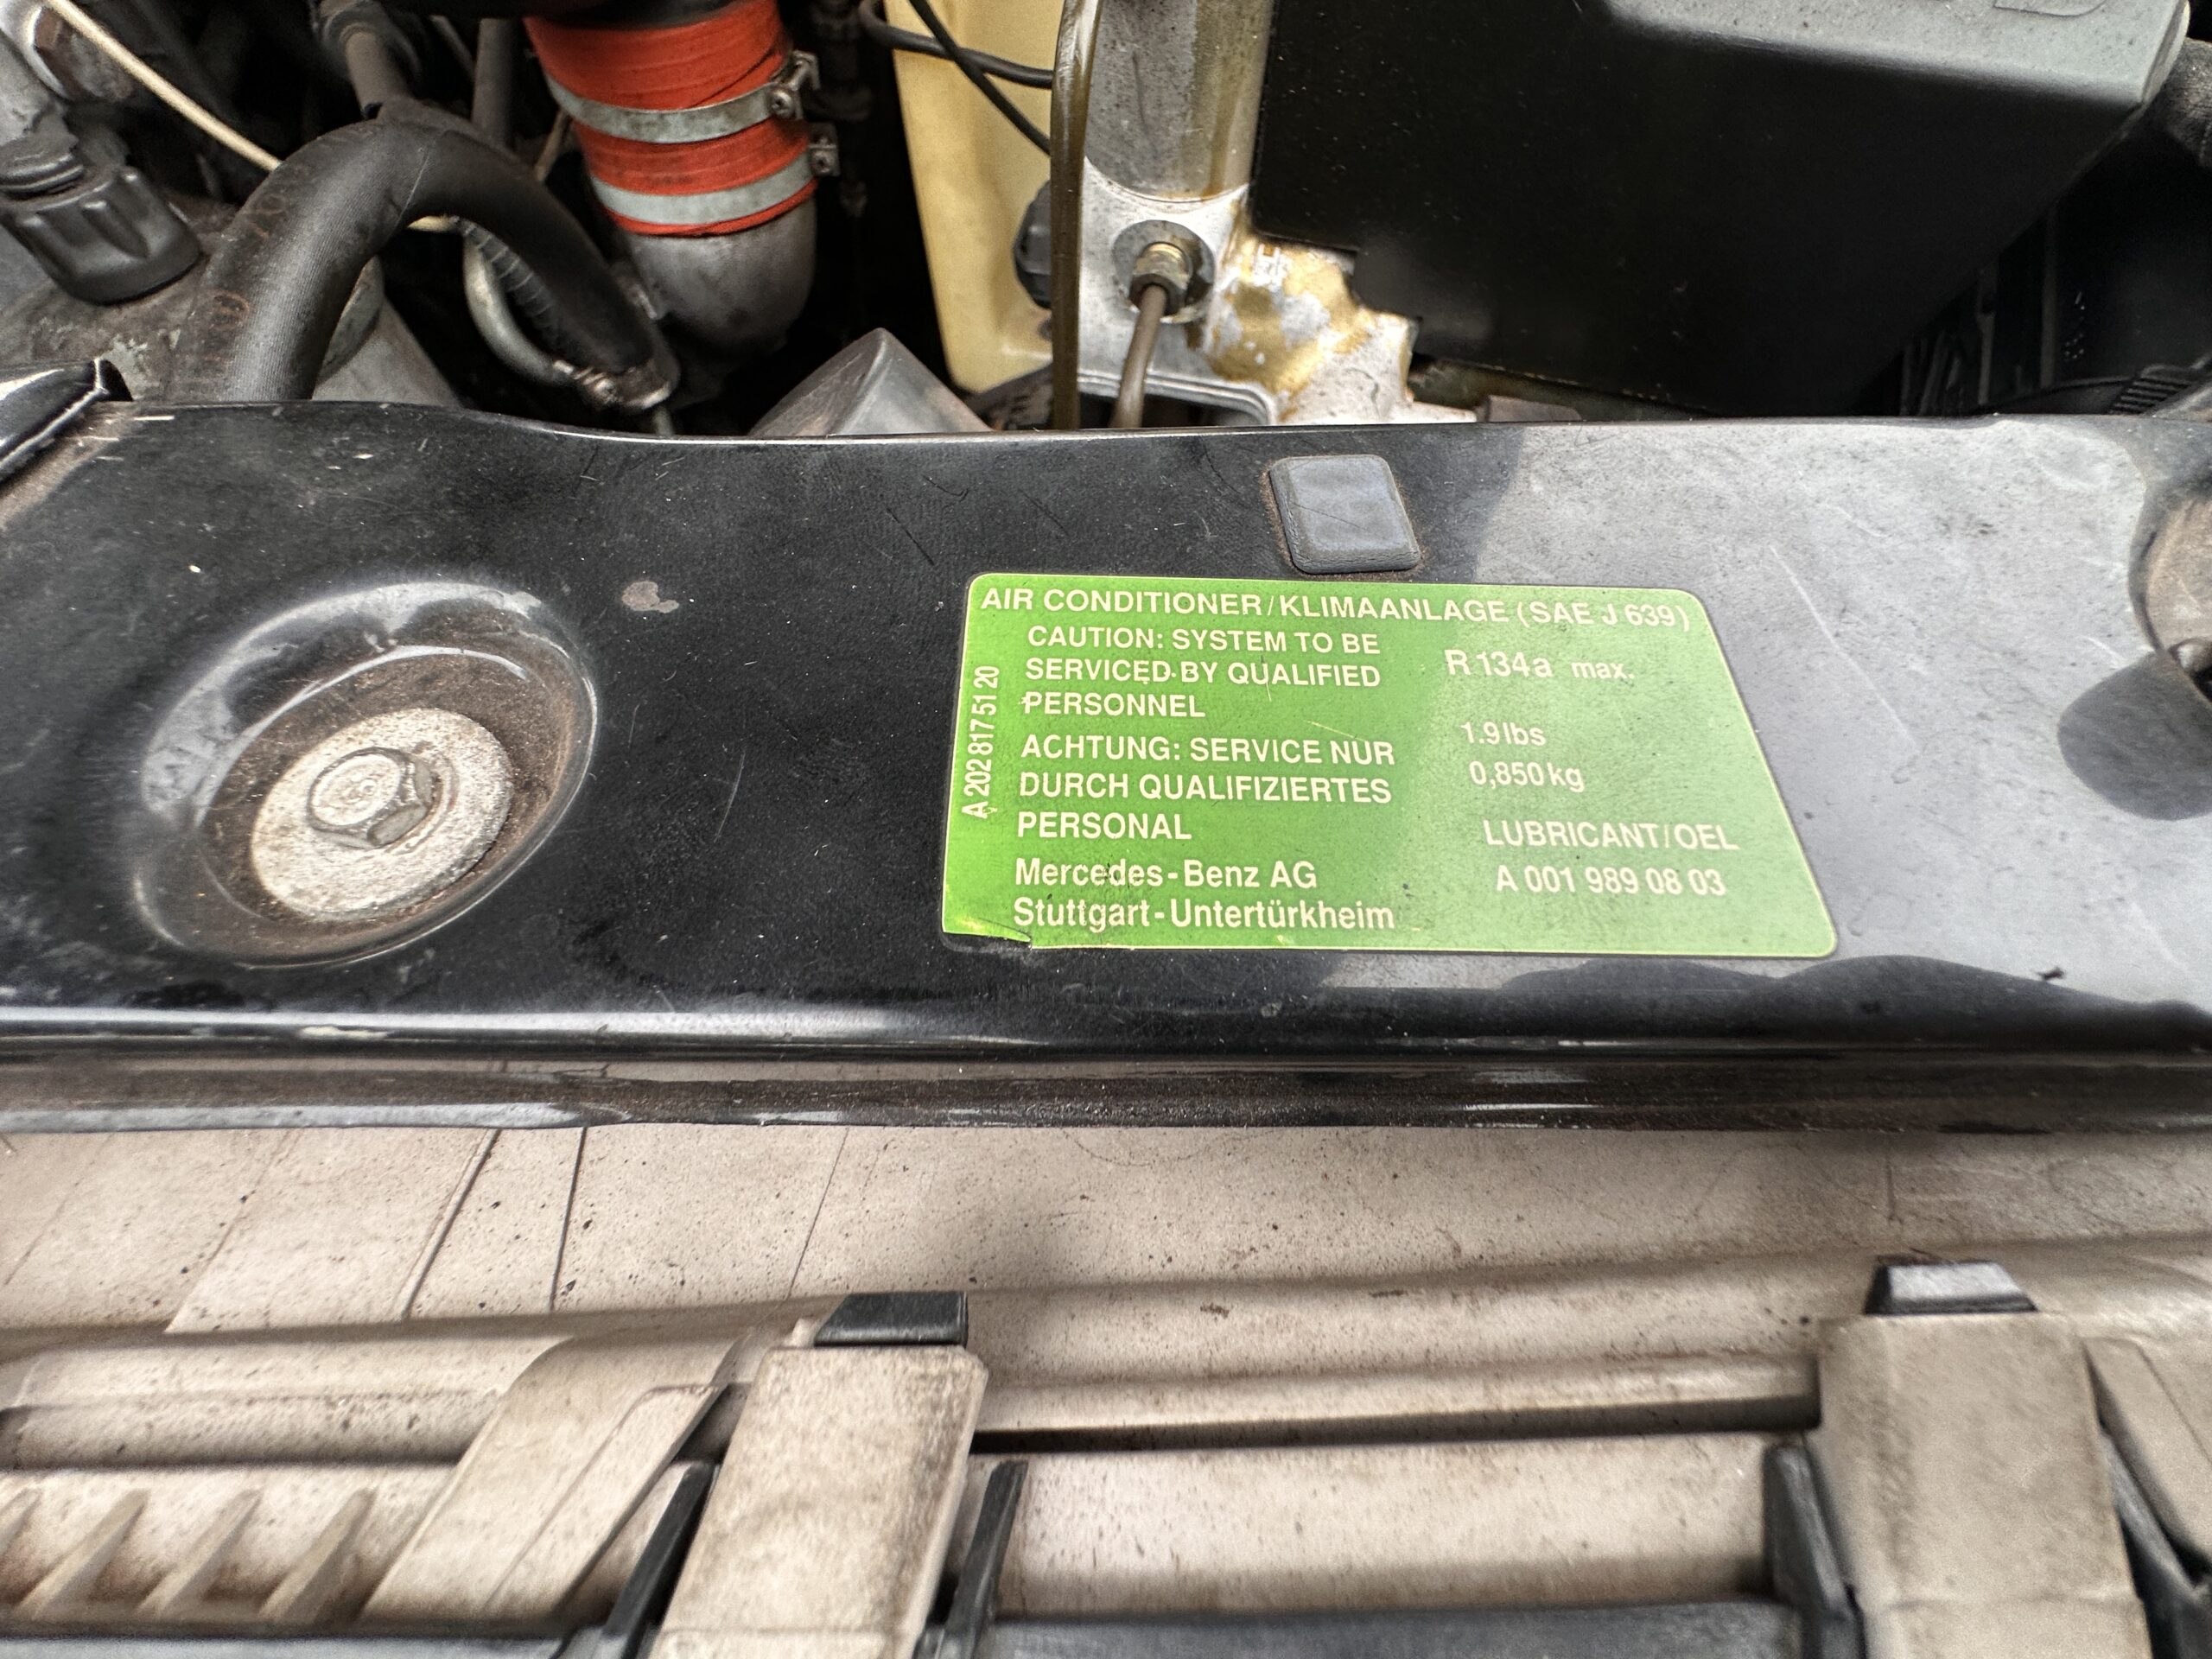 AIR CONDITIONER/KLIMAANLAGE (SAE J 639)
CAUTION: SYSTEM TO BE
SERVICED BY QUALIFIED
PERSONNEL
R 134a max.
1.9 lbs
0,850 kg
ACHTUNG: SERVICE NUR
DURCH QUALIFIZIERTES
PERSONAL
LUBRICANT/OEL
A 001 989 08 03
Mercedes-Benz AG
Stuttgart-Untertürkheim
A 202 817 51 20